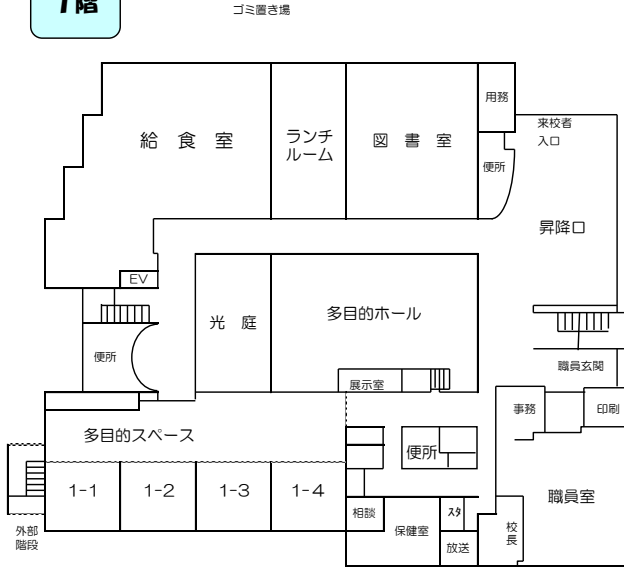 1階
ゴミ置き場
用務
来校者
入口
給食室
ランチ
ルーム
図書室
便所
昇降口
EV
光庭
多目的ホール
便所
職員玄関
展示室
事務
印刷
多目的スペース
便所
1-1
1-2
1-3
1-4
職員室
相談
スタ
保健室
校長
外部
階段
放送